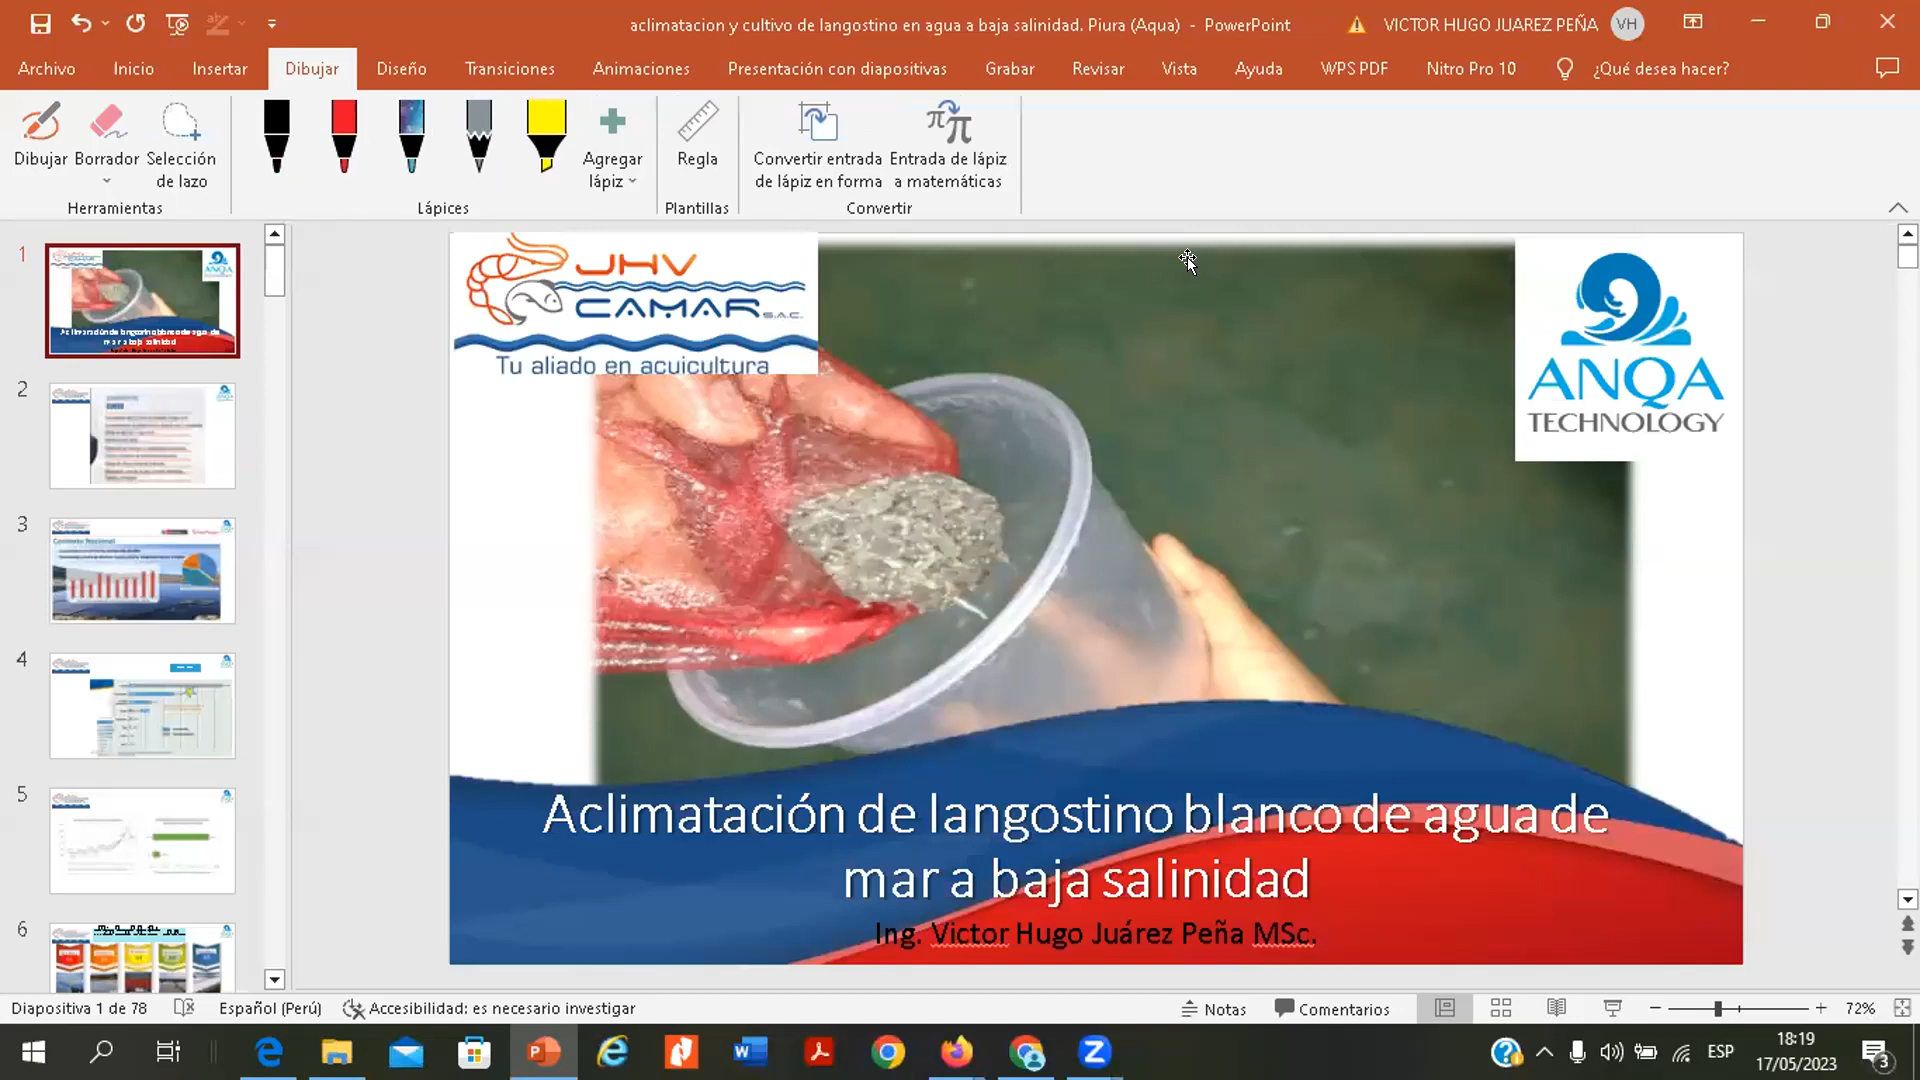 aclimatacion y cultivo de langostino en agua a baja salinidad. Piura (Aqua) - PowerPoint
VICTOR HUGO JUAREZ PEÑA
VH
Archivo Inicio Insertar Dibujar Diseño Transiciones Animaciones Presentación con diapositivas Grabar Revisar Vista Ayuda WPS PDF Nitro Pro 10 ¿Qué desea hacer?
Dibujar
Borrador
Selección
de lazo
Herramientas
Agregar
lápiz
Lápices
Regla
Plantillas
Convertir entrada
de lápiz en forma
Entrada de lápiz
a matemáticas
Convertir
1
2
3
4
5
6
JHV
CAMAR S.A.C.
Tu aliado en acuicultura
ANQA
TECHNOLOGY
Aclimatación de langostino blanco de agua de
mar a baja salinidad
Ing. Victor Hugo Juárez Peña MSc.
Diapositiva 1 de 78
Español (Perú)
Accesibilidad: es necesario investigar
Notas
Comentarios
72%
ESP
18:19
17/05/2023
3